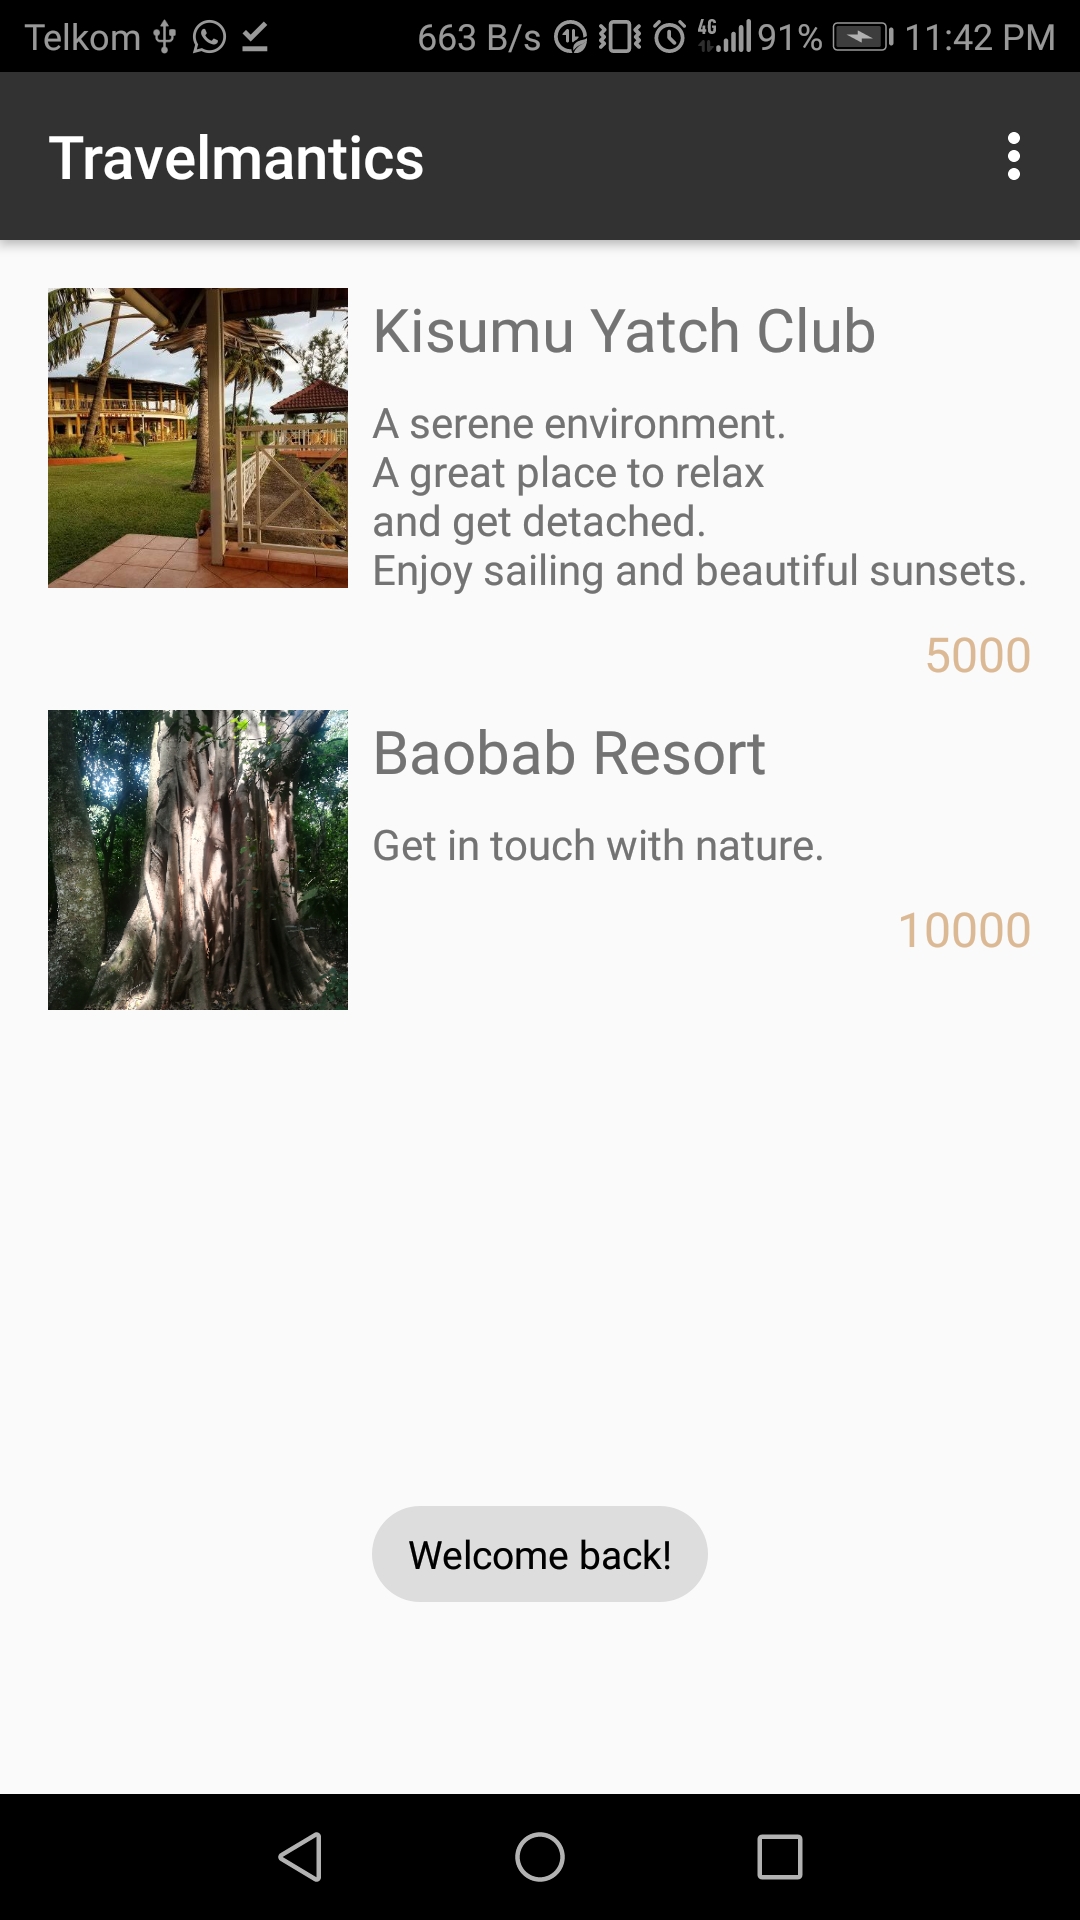 Telkom 663 B/s 4G 91% 11:42 PM
Travelmantics
Kisumu Yatch Club
A serene environment.
A great place to relax
and get detached.
Enjoy sailing and beautiful sunsets.
5000
Baobab Resort
Get in touch with nature.
10000
Welcome back!